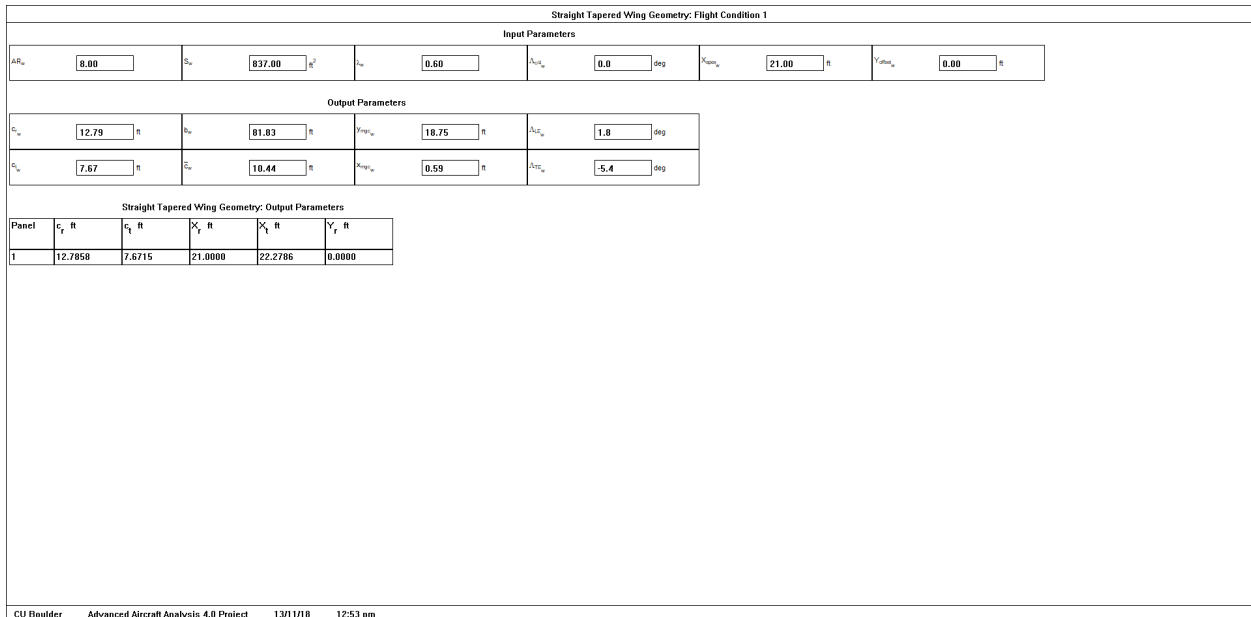 Straight Tapered Wing Geometry: Flight Condition 1
Input Parameters
AR_w 8.00 S_w 837.00 ft² λ_w 0.60 Λ_c/4_w 0.0 deg X_apex_w 21.00 ft Y_offset_w 0.00 ft
Output Parameters
c_r_w 12.79 ft b_w 81.83 ft y_mgc_w 18.75 ft Λ_LE_w 1.8 deg
c_t_w 7.67 ft c̄_w 10.44 ft x_mgc_w 0.59 ft Λ_TE_w -5.4 deg
Straight Tapered Wing Geometry: Output Parameters
Panel c_r ft c_t ft X_r ft X_t ft Y_r ft
1 12.7858 7.6715 21.0000 22.2786 0.0000
CU Boulder Advanced Aircraft Analysis 4.0 Project 13/11/18 12:53 pm